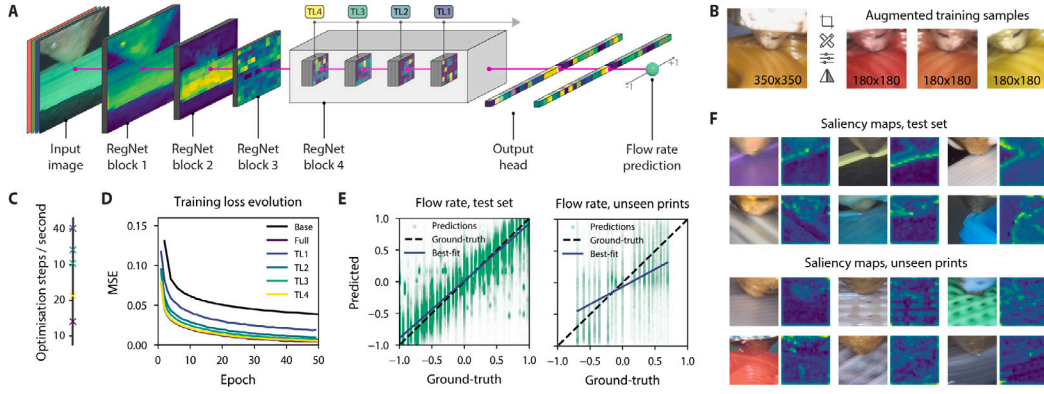 A
TL4
TL3
TL2
TL1
+1
-1
Input
image
RegNet
block 1
RegNet
block 2
RegNet
block 3
RegNet
block 4
Output
head
Flow rate
prediction
B
Augmented training samples
350x350
180x180
180x180
180x180
C
Optimisation steps / second
40
10
20
10
D
Training loss evolution
MSE
0.15
0.10
0.05
0.00
Base
Full
TL1
TL2
TL3
TL4
0 10 20 30 40 50
Epoch
E
Flow rate, test set
Predicted
1.0
0.5
0.0
-0.5
-1.0
Predictions
Ground-truth
Best-fit
-1.0 -0.5 0.0 0.5 1.0
Ground-truth
Flow rate, unseen prints
Predictions
Ground-truth
Best-fit
-1.0 -0.5 0.0 0.5 1.0
Ground-truth
F
Saliency maps, test set
Saliency maps, unseen prints